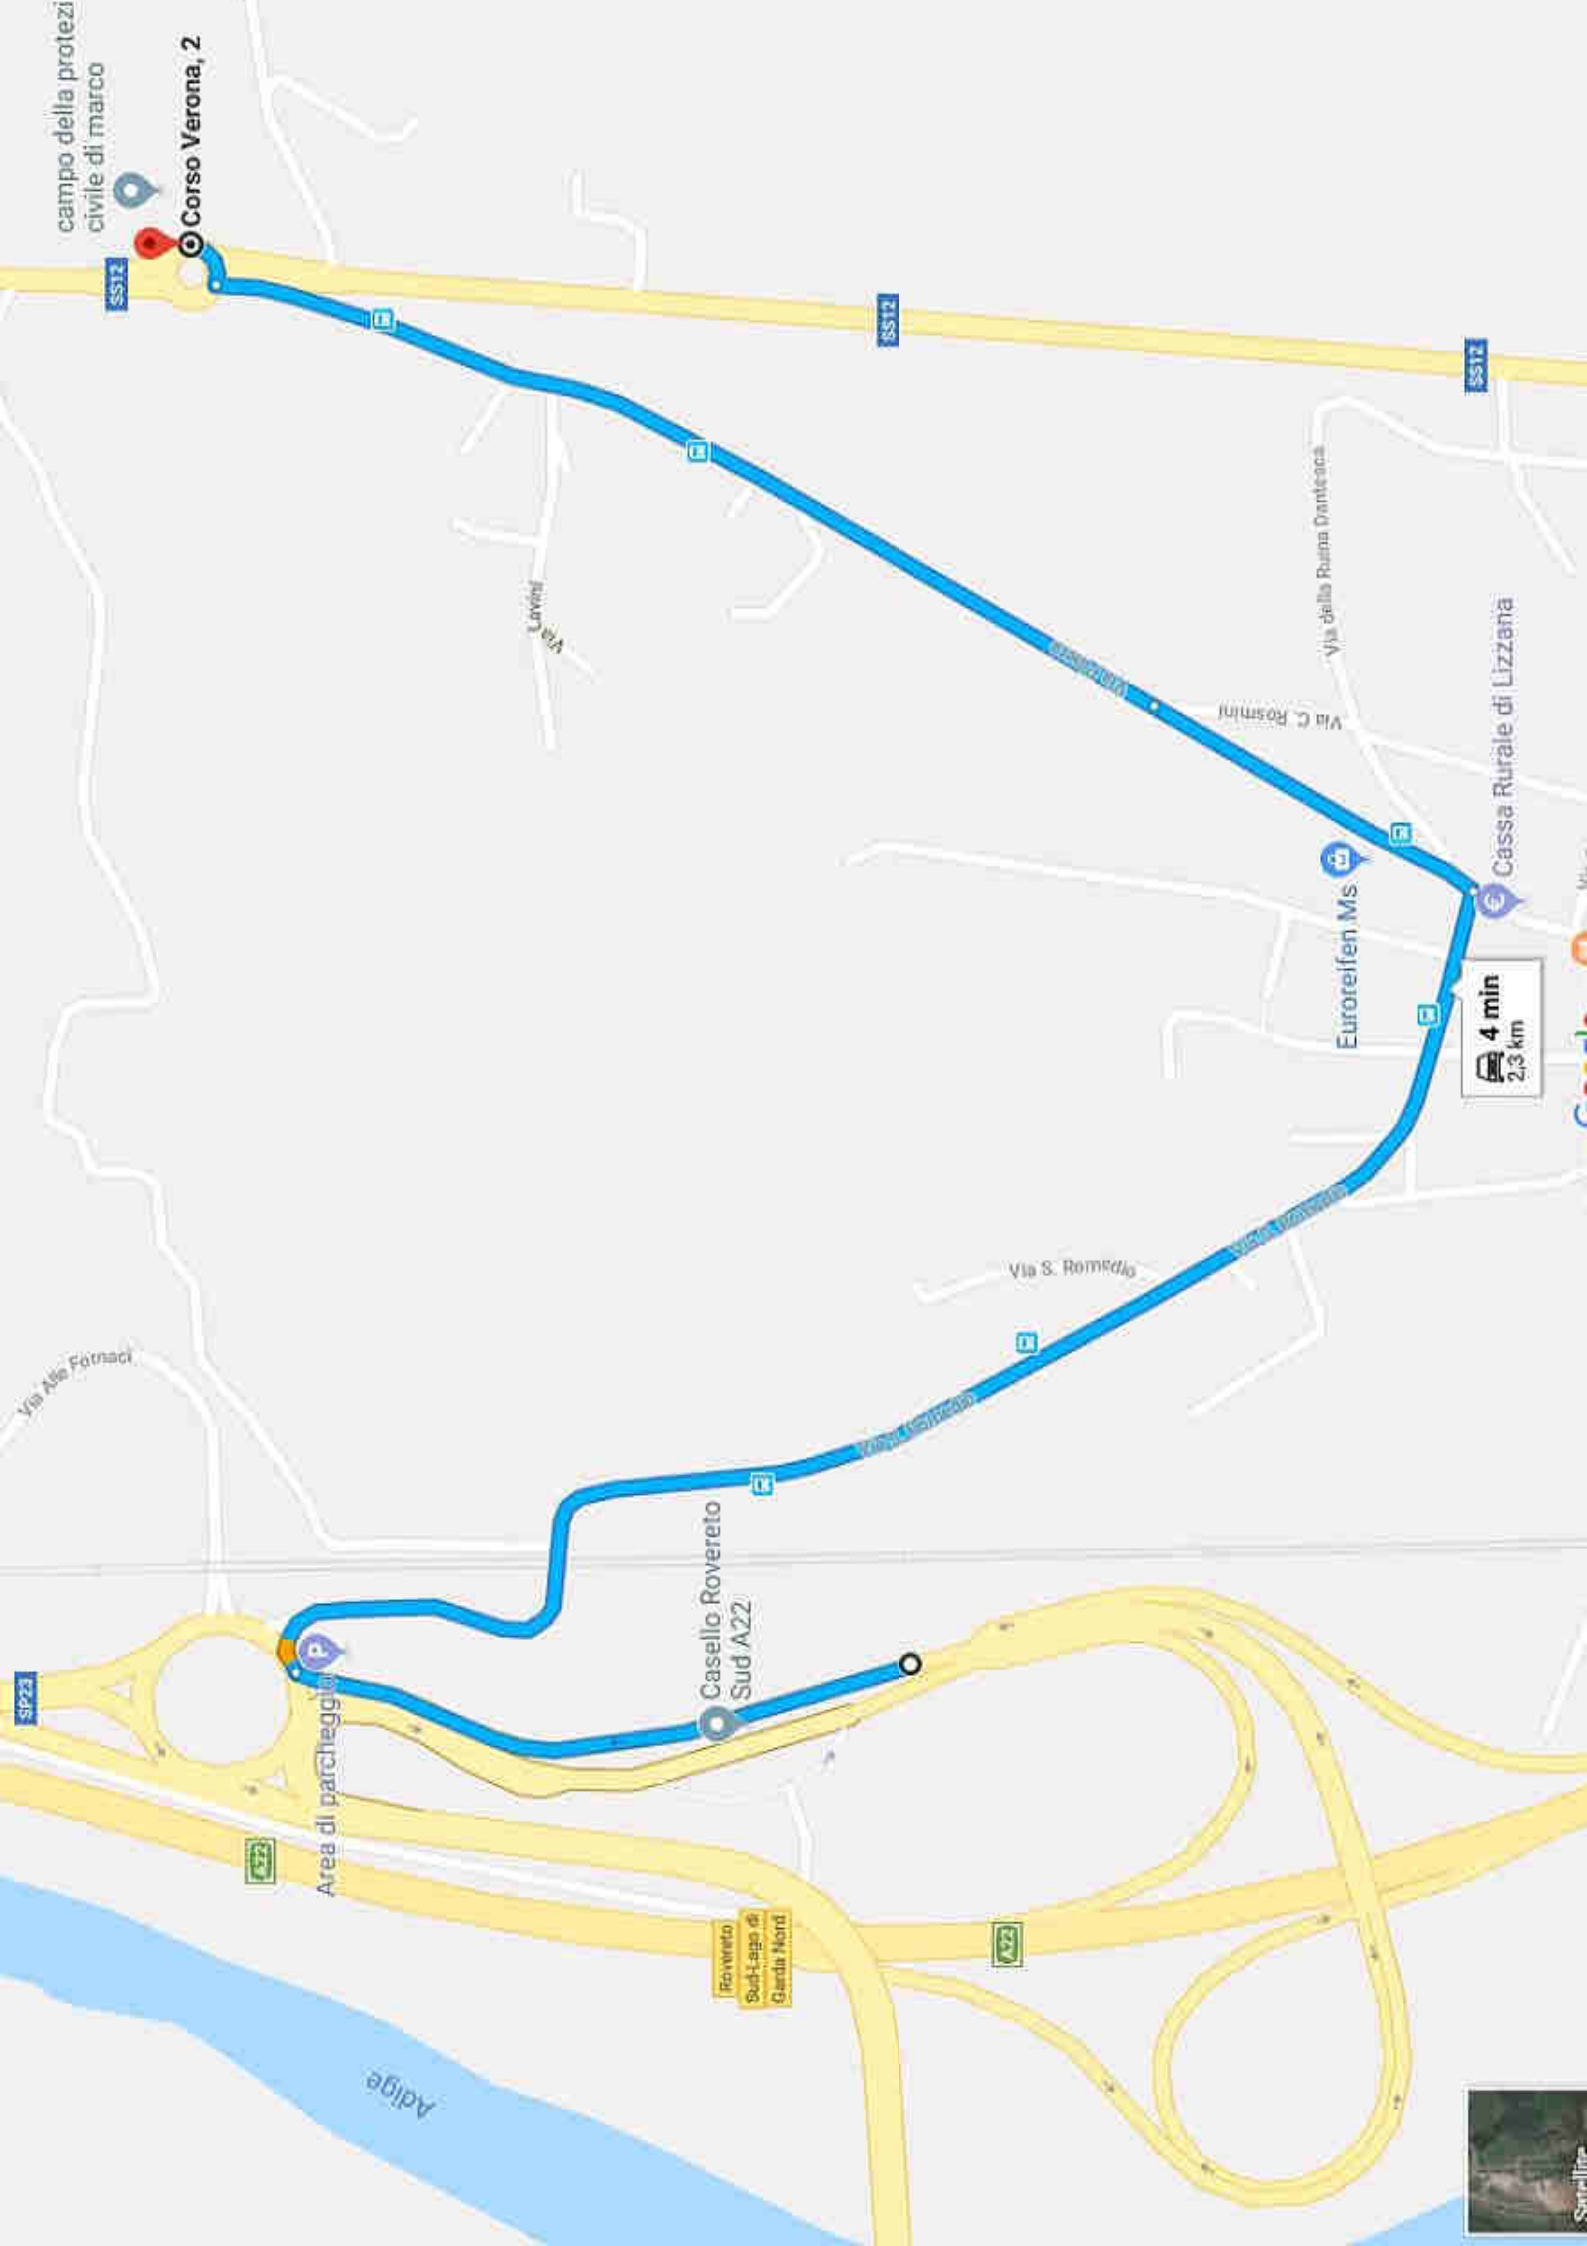 campo della protezi
civile di marco
Corso Verona, 2
SS12
SS12
SS12
Via Lavini
Via della Ruina Dantesca
Via C. Rosmini
Cassa Rurale di Lizzana
Euroreifen Ms
4 min
2,3 km
Via S. Romedio
Via Alle Fornaci
SP23
Area di parcheggio
Casello Rovereto
Sud A22
A22
A22
Rovereto
Sud-Lago di
Garda Nord
Adige
Satellite